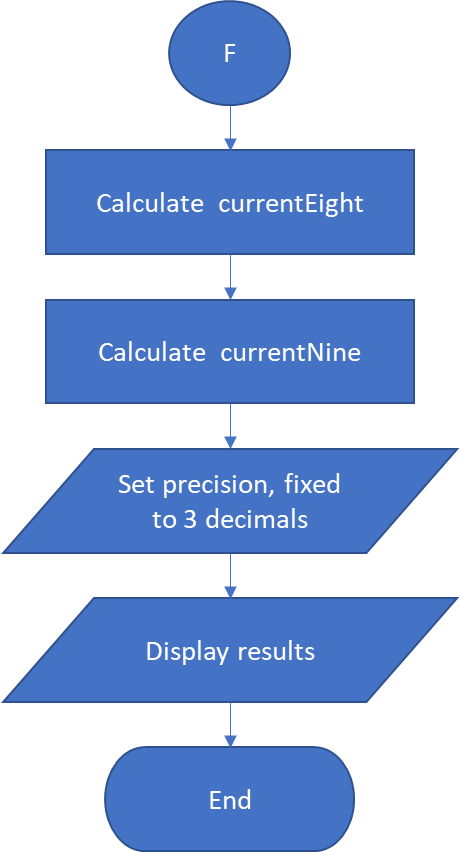 F
Calculate currentEight
Calculate currentNine
Set precision, fixed
to 3 decimals
Display results
End